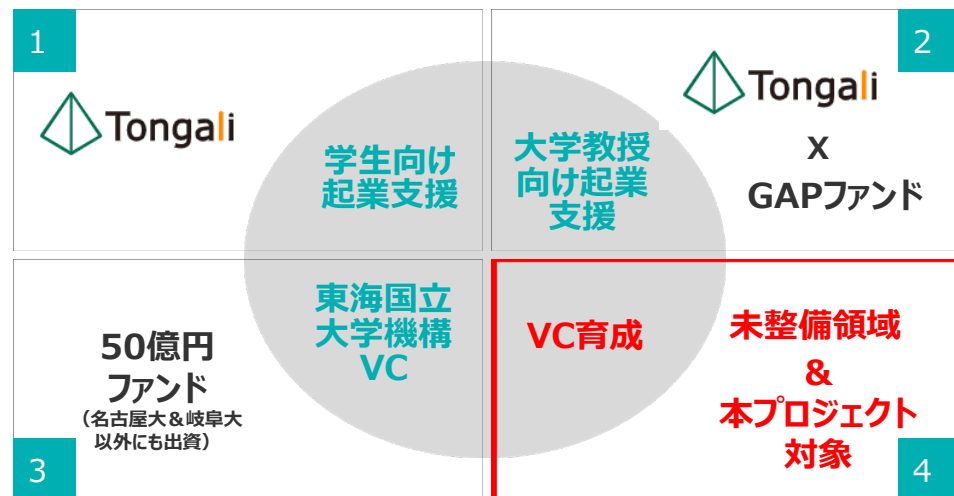 1
Tongali
学生向け
起業支援
2
Tongali
X
GAPファンド
大学教授
向け起業
支援
3
50億円
ファンド
（名古屋大＆岐阜大
以外にも出資）
東海国立
大学機構
VC
4
VC育成
未整備領域
&
本プロジェクト
対象